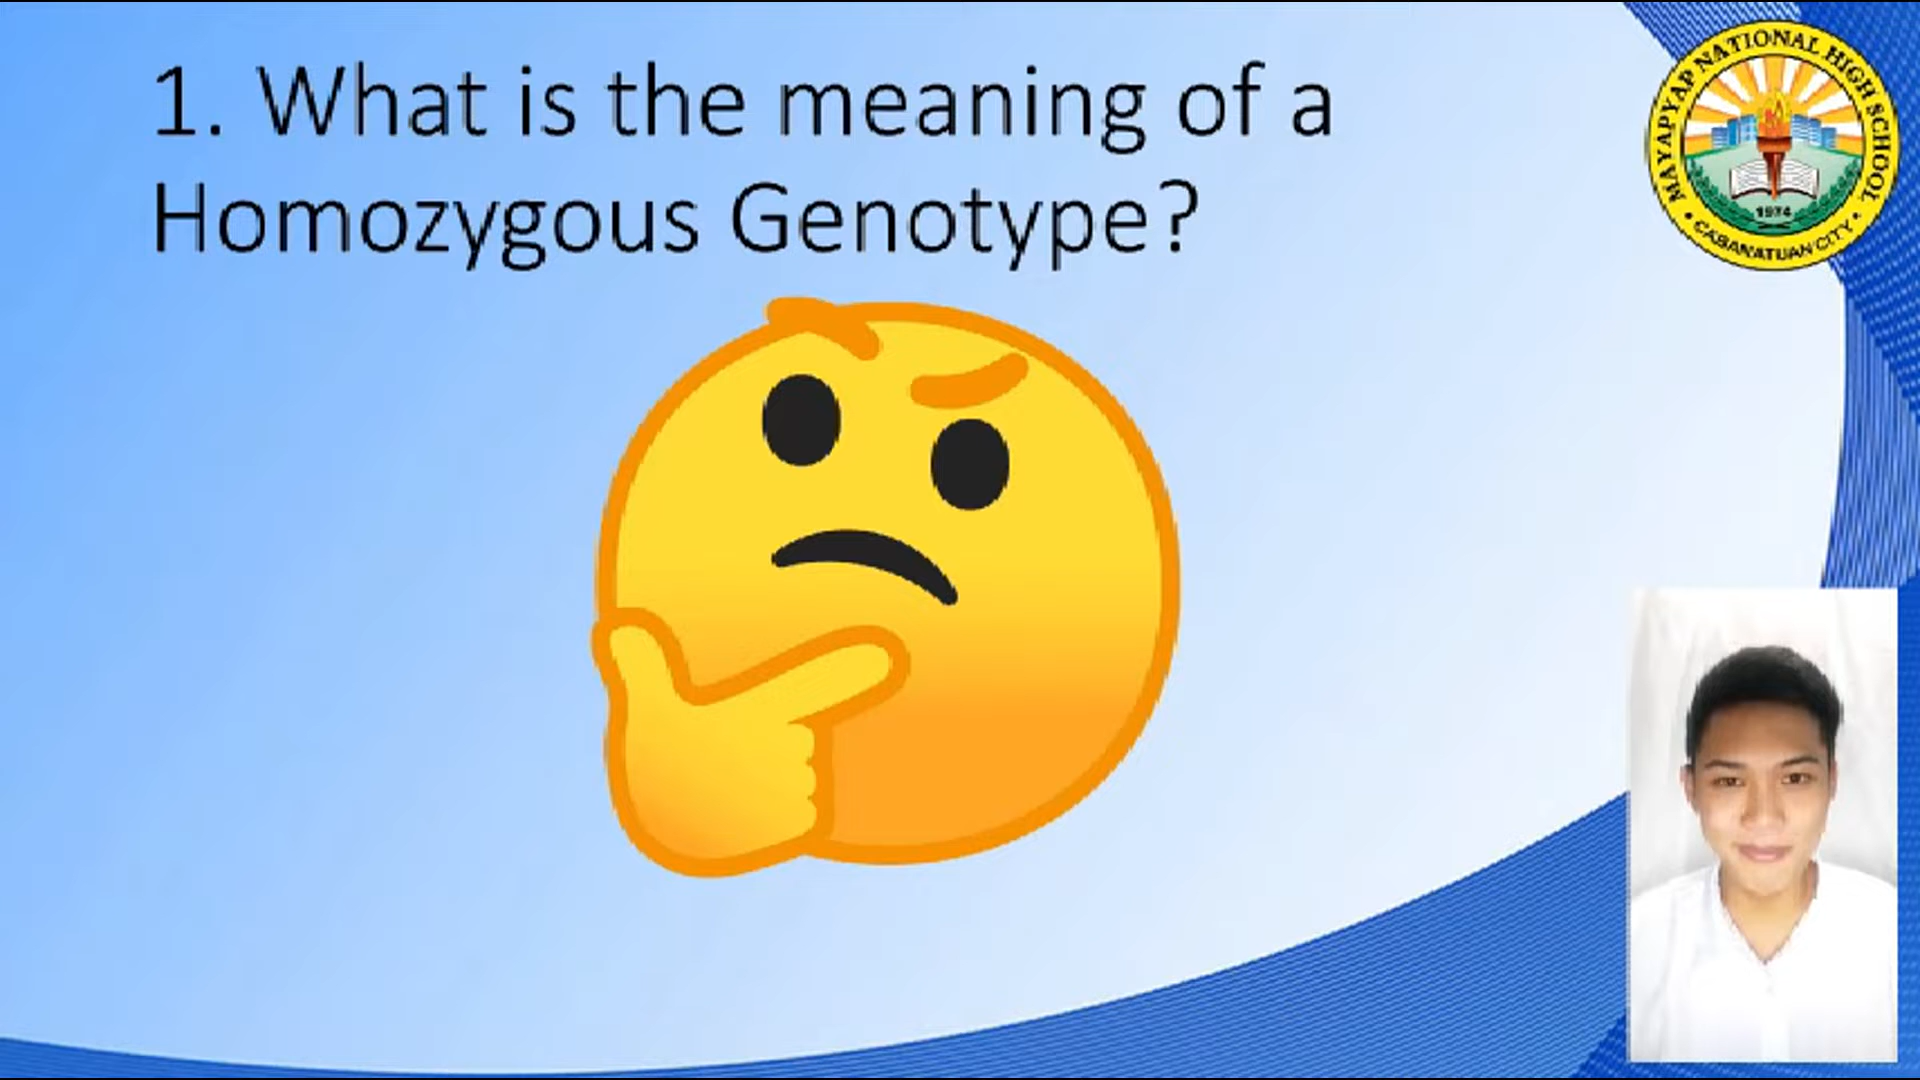 1. What is the meaning of a
Homozygous Genotype?
MAYAPYAP NATIONAL HIGH SCHOOL
1974
• CABANATUAN CITY •